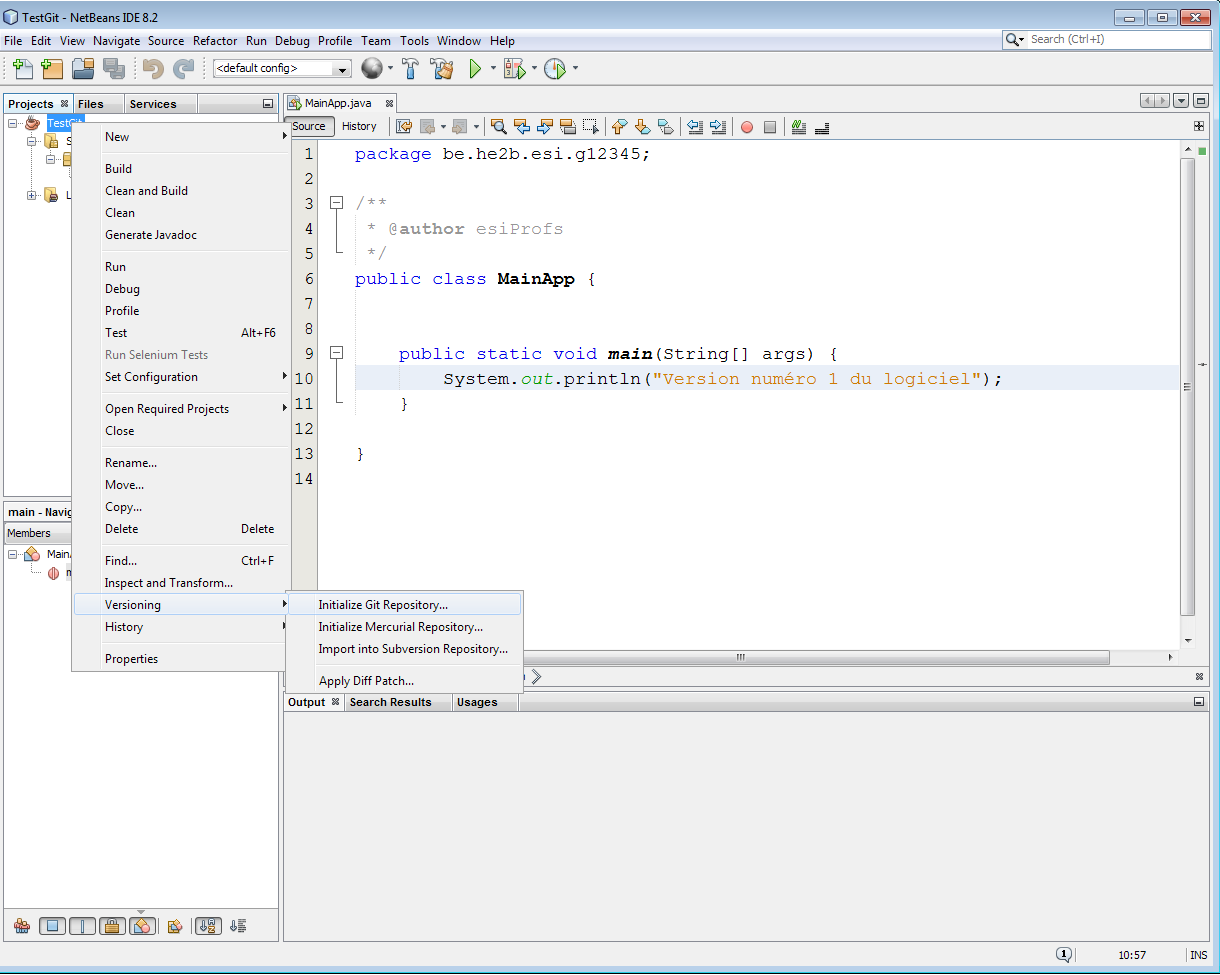 TestGit - NetBeans IDE 8.2
File Edit View Navigate Source Refactor Run Debug Profile Team Tools Window Help
Search (Ctrl+I)
<default config>
Projects Files Services
MainApp.java
TestGit
Source History
S
L
New
Build
Clean and Build
Clean
Generate Javadoc
Run
Debug
Profile
Test Alt+F6
Run Selenium Tests
Set Configuration
Open Required Projects
Close
Rename...
Move...
Copy...
Delete Delete
Find... Ctrl+F
Inspect and Transform...
Versioning
History
Properties
Initialize Git Repository...
Initialize Mercurial Repository...
Import into Subversion Repository...
Apply Diff Patch...
1 package be.he2b.esi.g12345;
2
3 /**
4 * @author esiProfs
5 */
6 public class MainApp {
7
8
9 public static void main(String[] args) {
10 System.out.println("Version numéro 1 du logiciel");
11 }
12
13 }
14
main - Navig
Members
MainA
m
Output Search Results Usages
1 10:57 INS